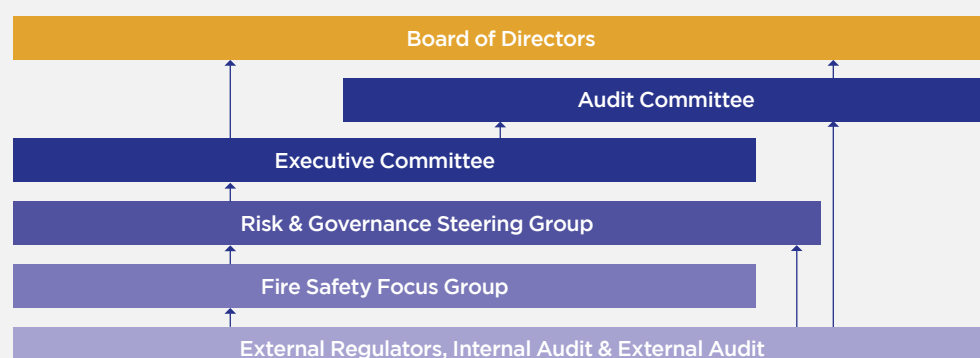 Board of Directors
Audit Committee
Executive Committee
Risk & Governance Steering Group
Fire Safety Focus Group
External Regulators, Internal Audit & External Audit